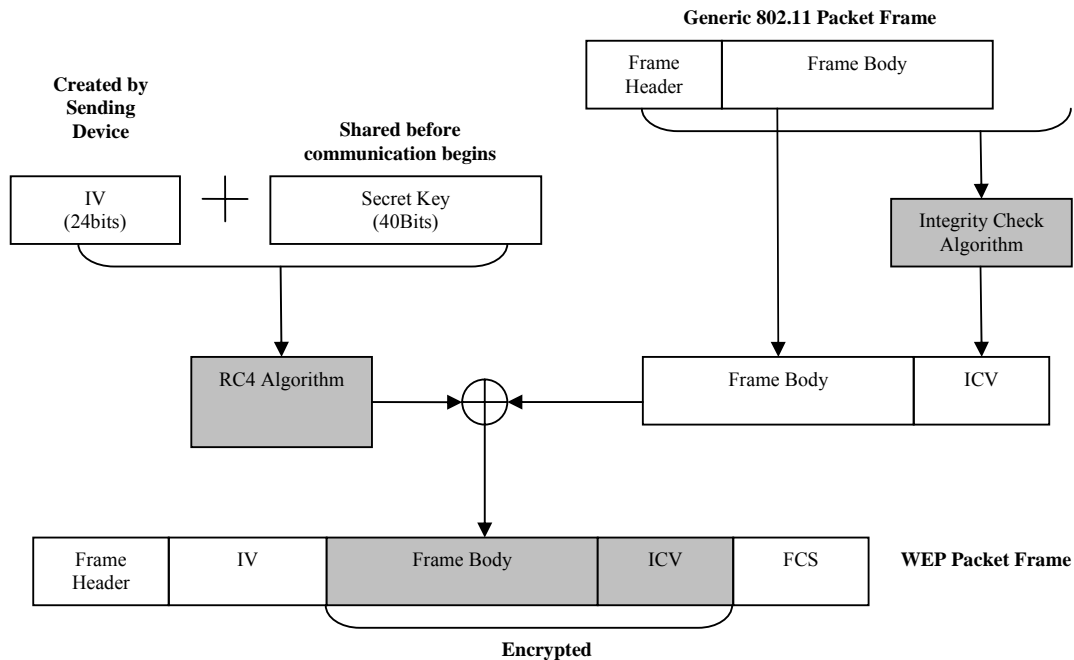 Generic 802.11 Packet Frame
Frame
Header
Frame Body
Created by
Sending
Device
Shared before
communication begins
IV
(24bits)
Secret Key
(40Bits)
Integrity Check
Algorithm
RC4 Algorithm
Frame Body
ICV
Frame
Header
IV
Frame Body
ICV
FCS
WEP Packet Frame
Encrypted